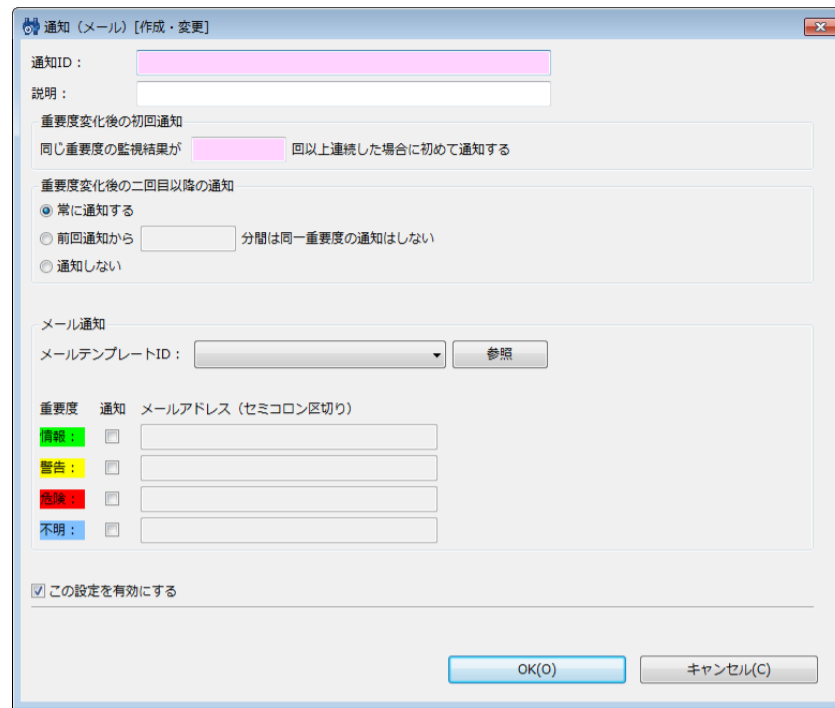 通知（メール）[作成・変更]
通知ID：
説明：
重要度変化後の初回通知
同じ重要度の監視結果が 回以上連続した場合に初めて通知する
重要度変化後の二回目以降の通知
常に通知する
前回通知から 分間は同一重要度の通知はしない
通知しない
メール通知
メールテンプレートID： 参照
重要度 通知 メールアドレス（セミコロン区切り）
情報：
警告：
危険：
不明：
この設定を有効にする
OK(O) キャンセル(C)